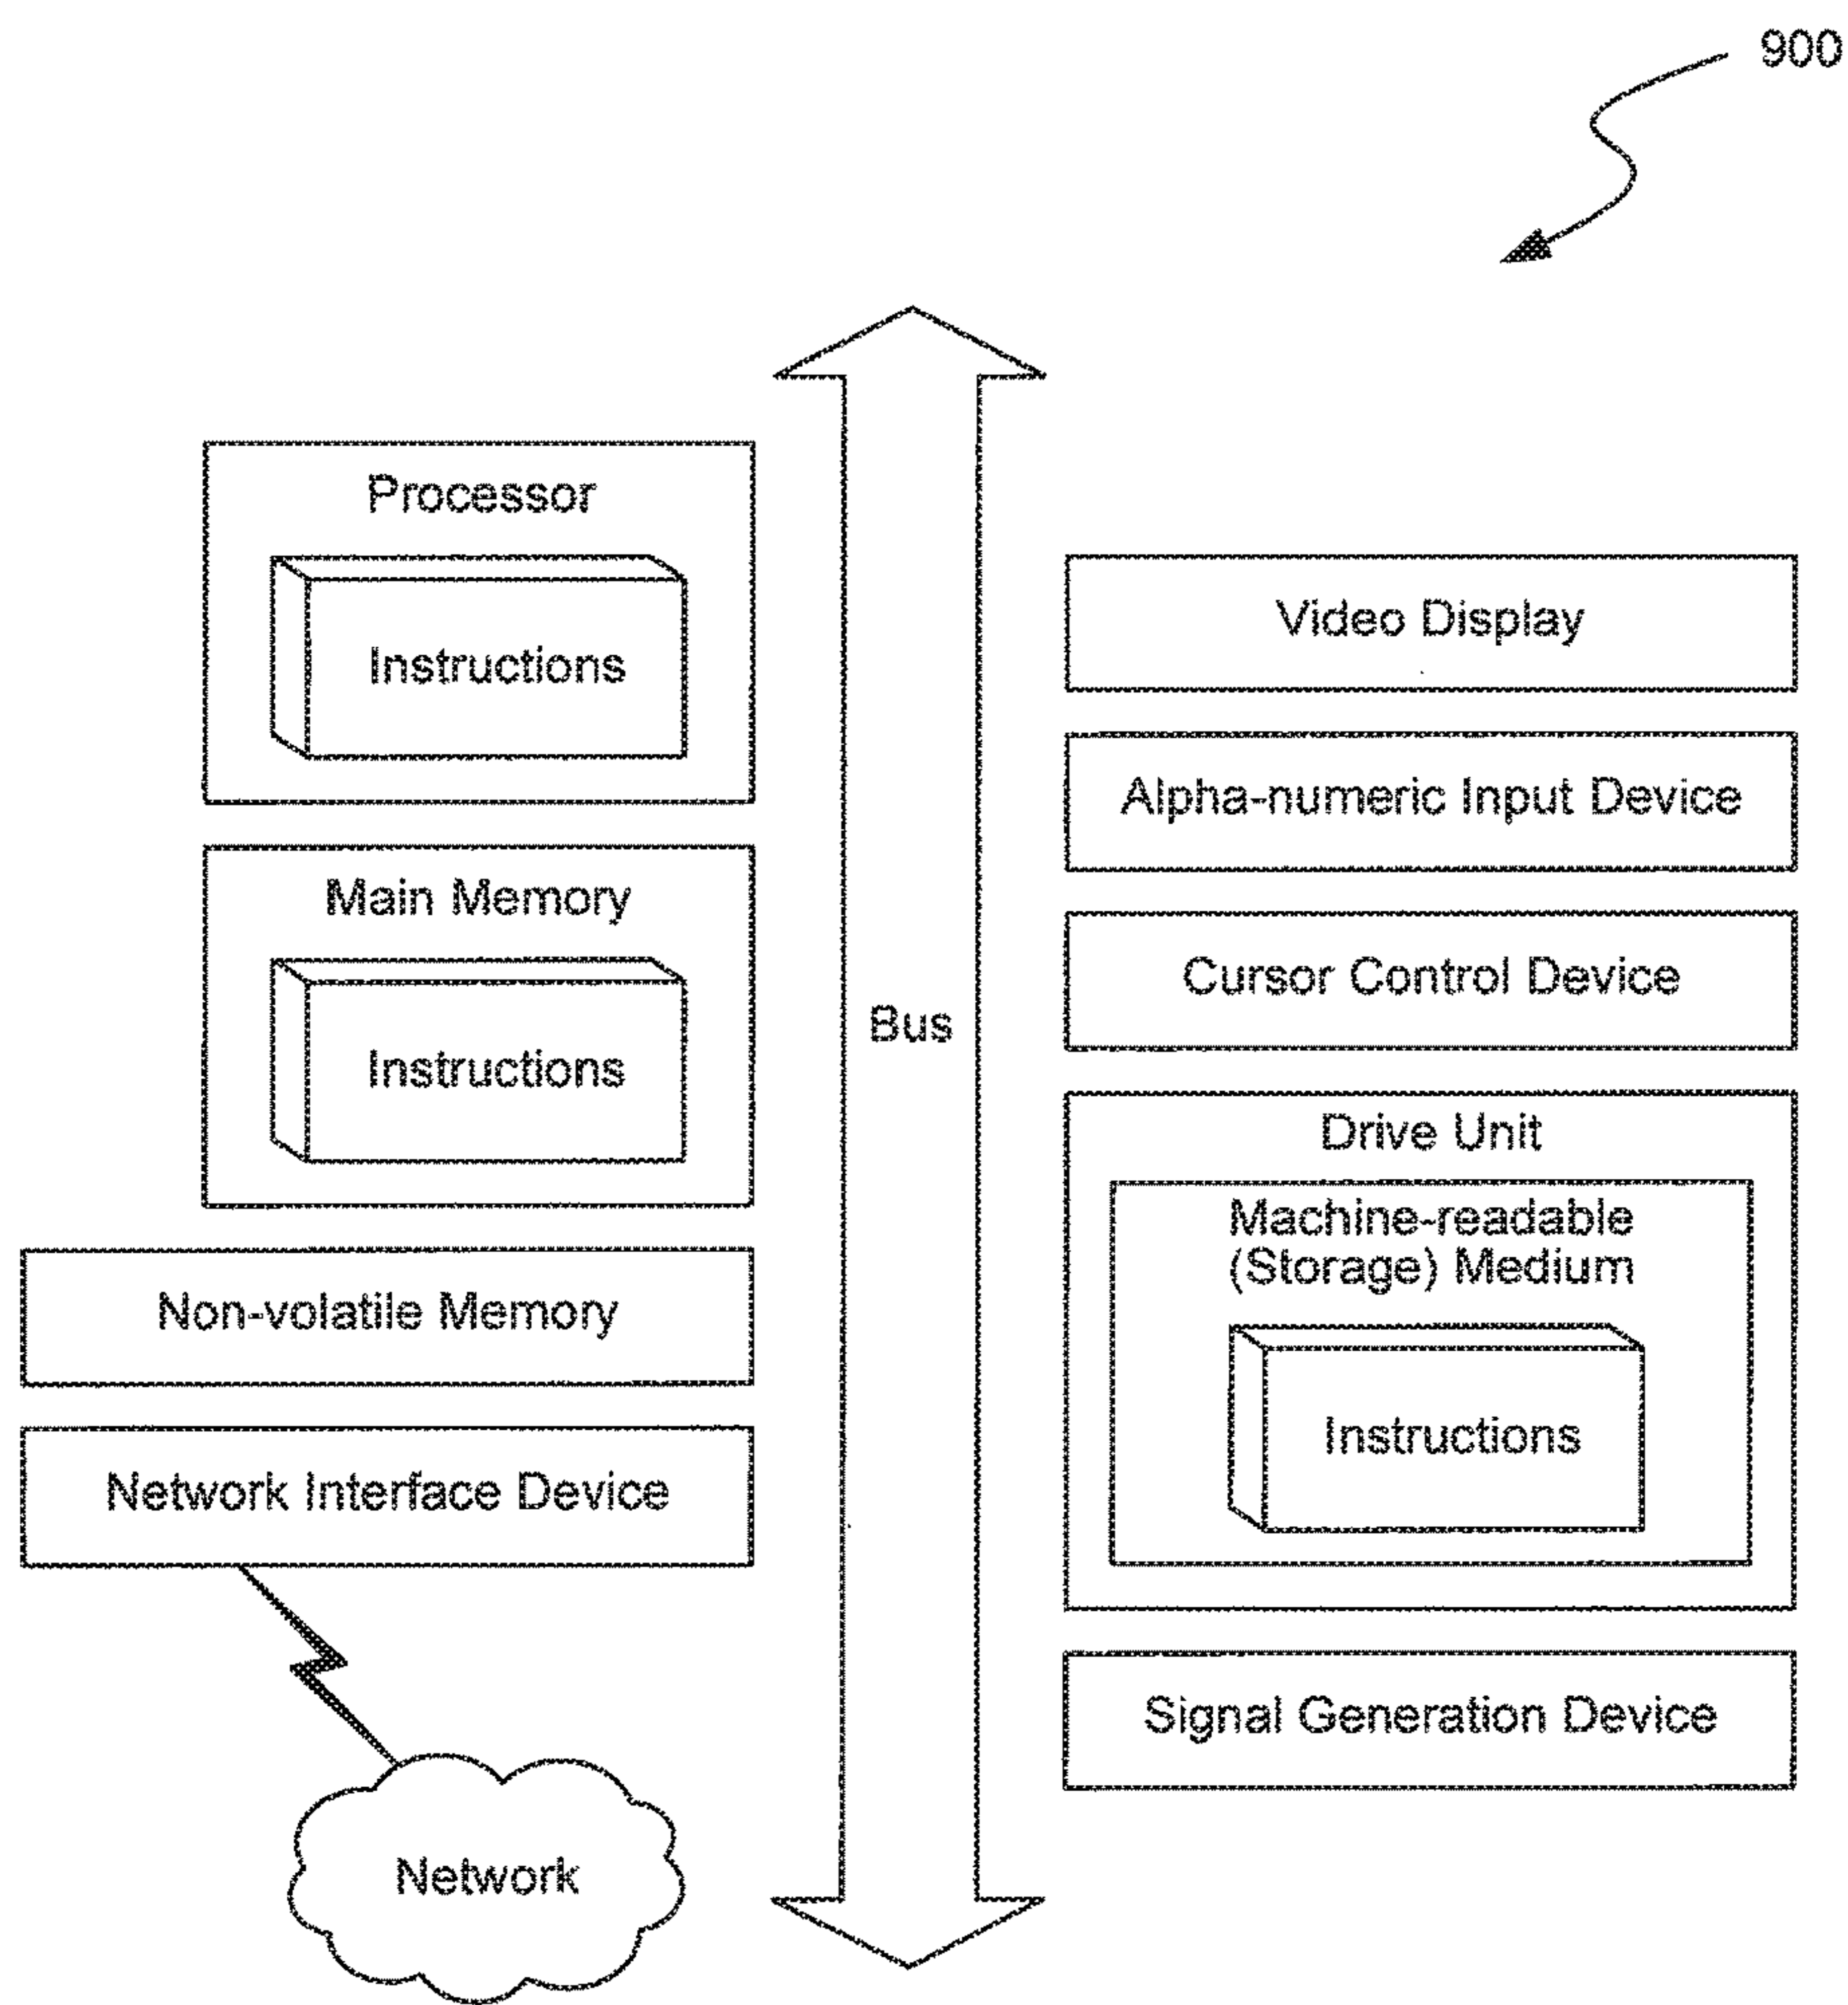 900
Processor
Instructions
Main Memory
Instructions
Non-volatile Memory
Network Interface Device
Network
Bus
Video Display
Alpha-numeric Input Device
Cursor Control Device
Drive Unit
Machine-readable
(Storage) Medium
Instructions
Signal Generation Device